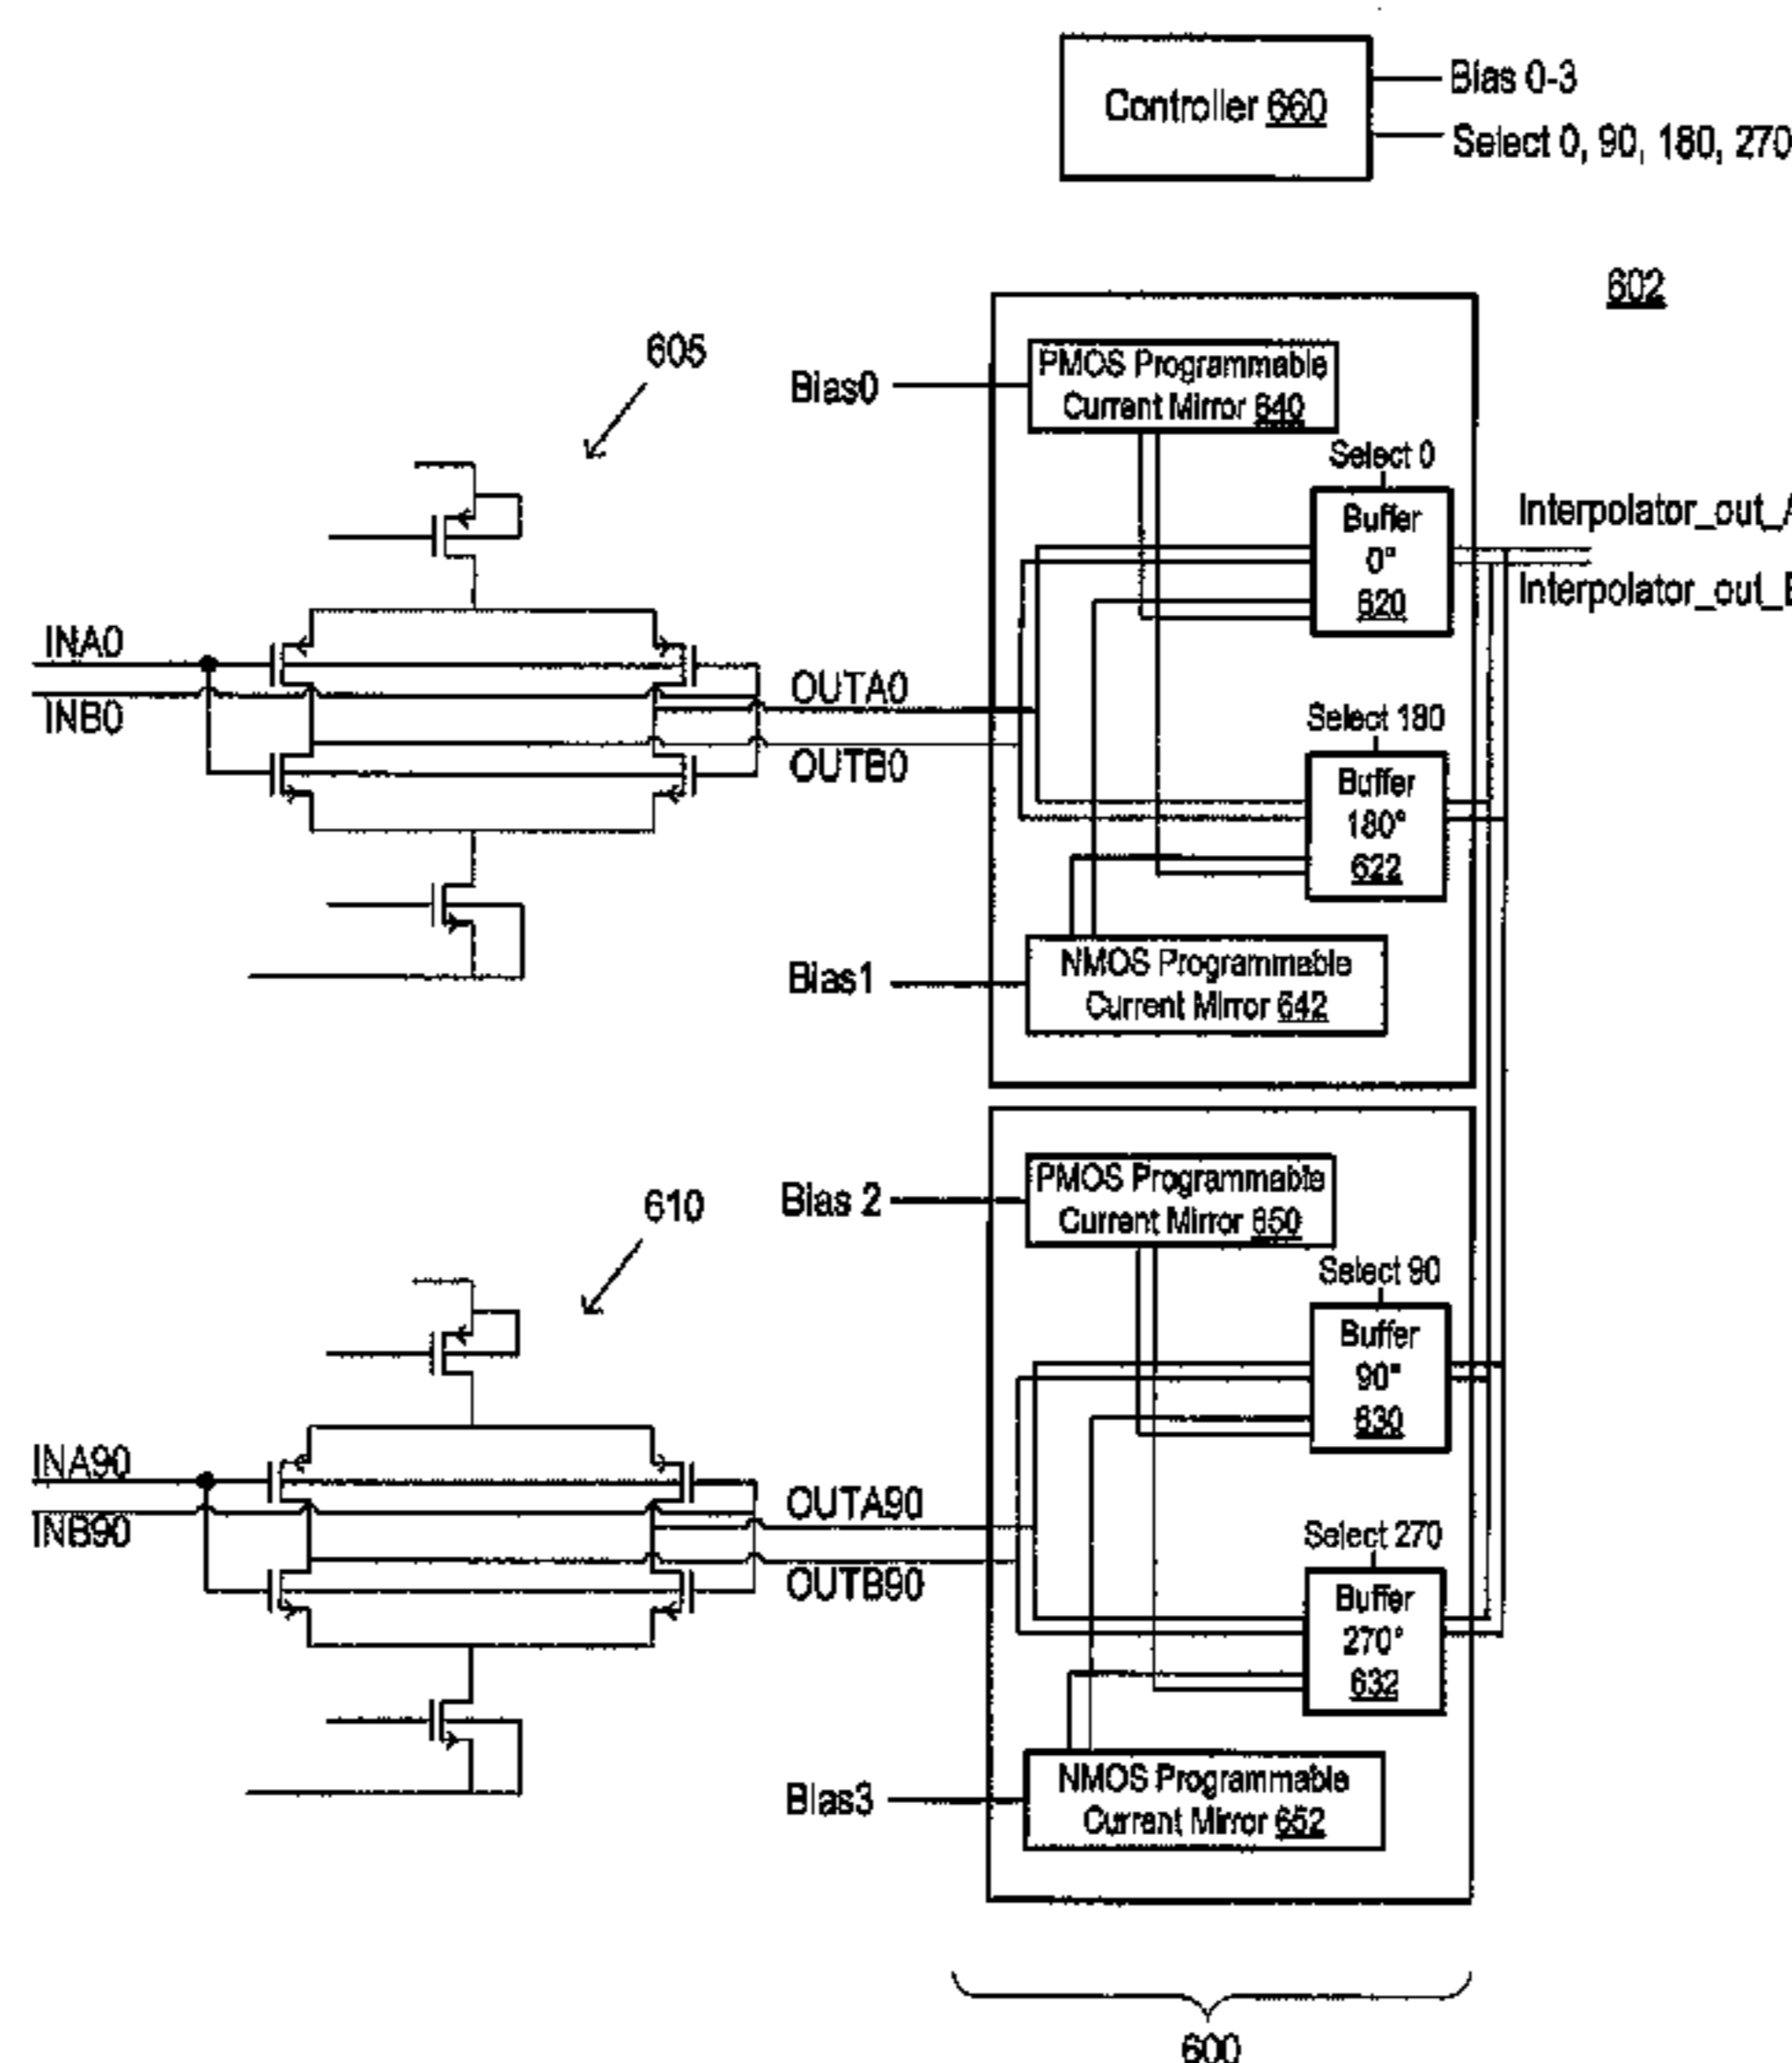 Controller 660
Bias 0-3
Select 0, 90, 180, 270
602
605
Bias0
PMOS Programmable
Current Mirror 640
Select 0
Buffer
0°
620
Interpolator_out_A
Interpolator_out_B
INA0
INB0
OUTA0
OUTB0
Select 180
Buffer
180°
622
Bias1
NMOS Programmable
Current Mirror 642
610
Bias 2
PMOS Programmable
Current Mirror 650
Select 90
Buffer
90°
630
INA90
INB90
OUTA90
OUTB90
Select 270
Buffer
270°
632
Bias3
NMOS Programmable
Current Mirror 652
600